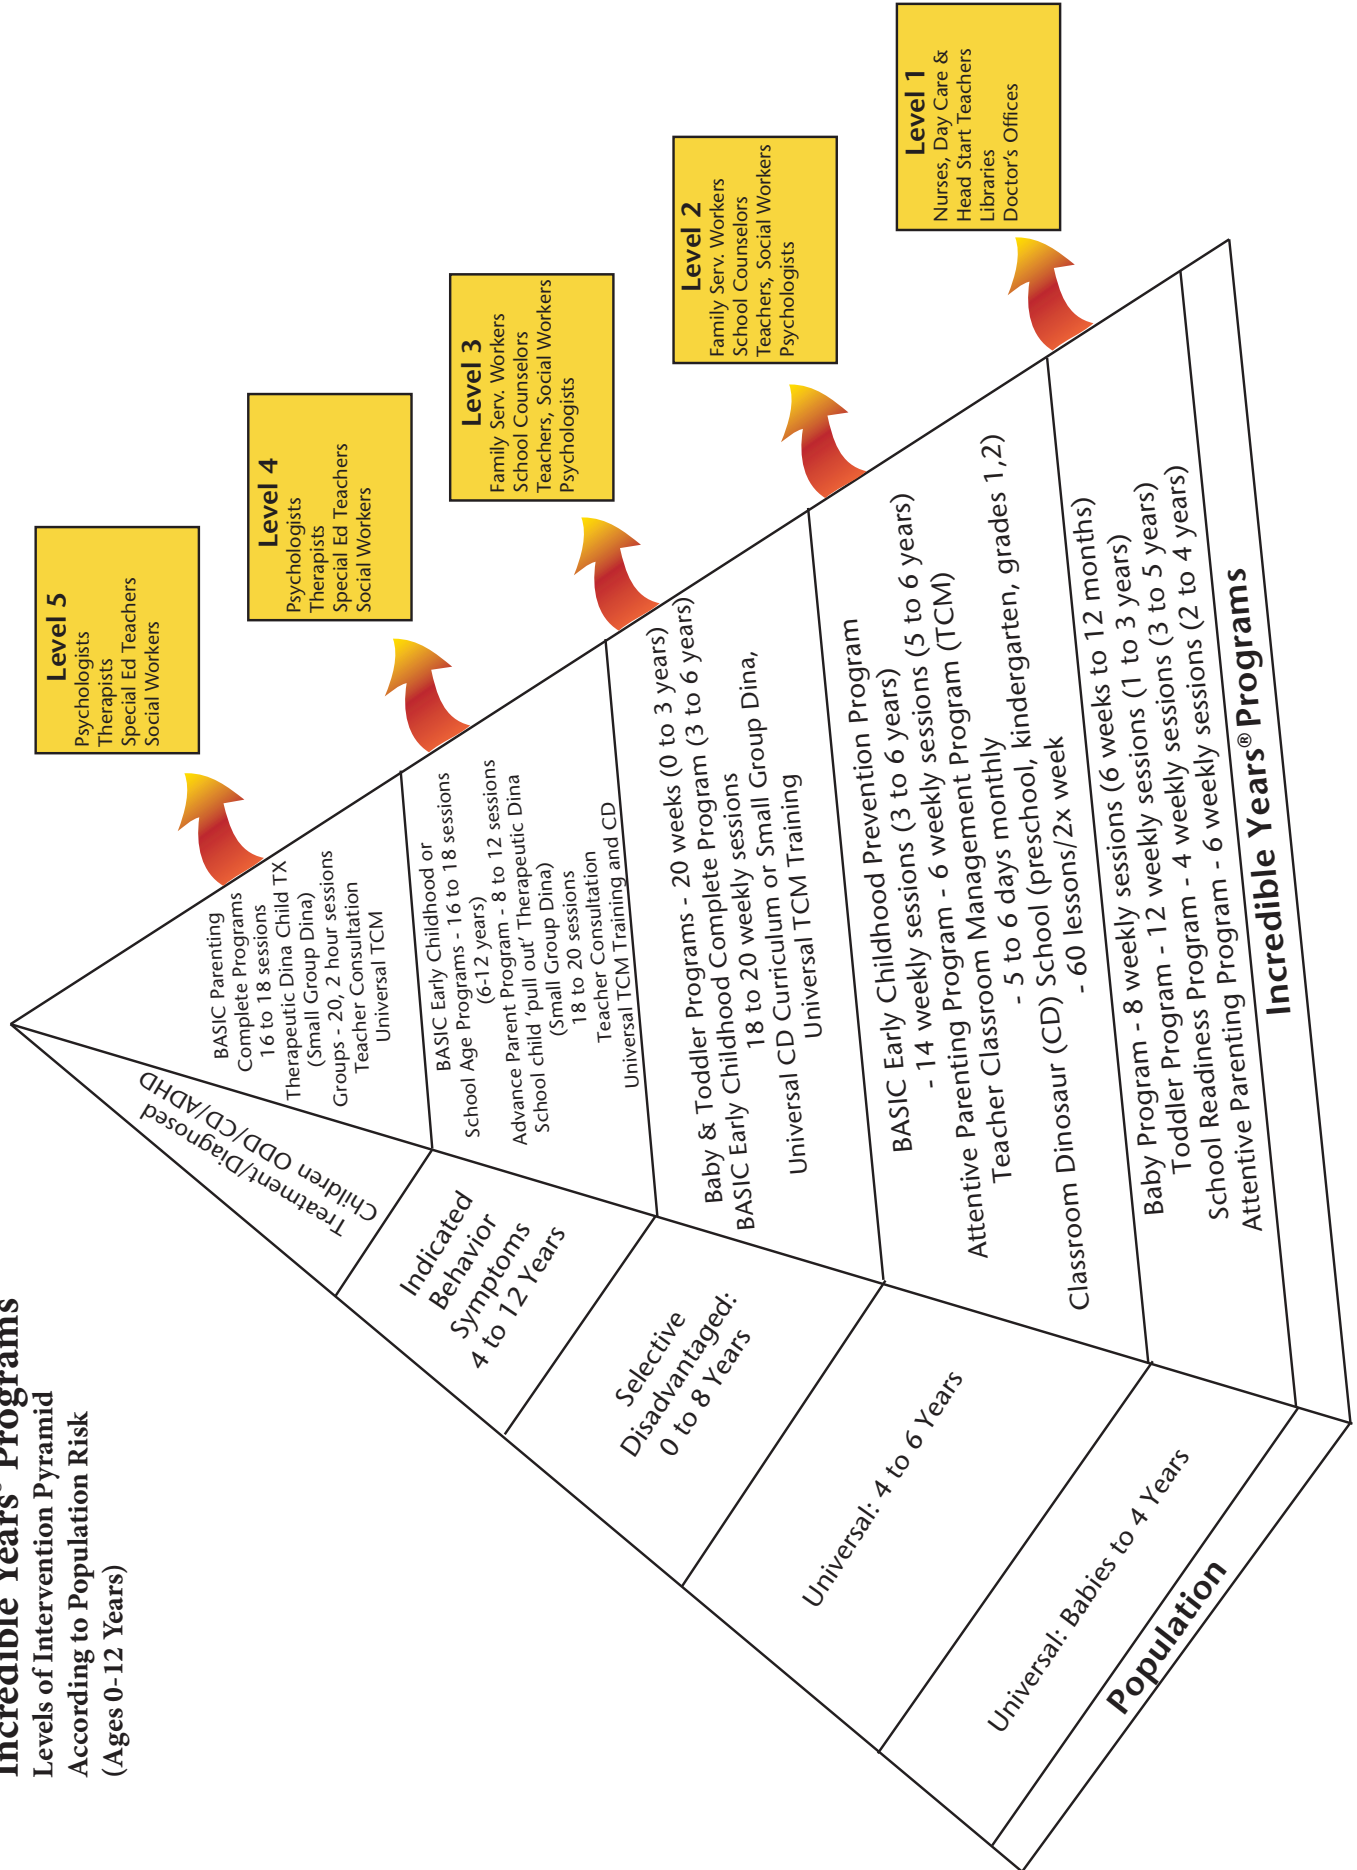 Incredible Years® Programs
Levels of Intervention Pyramid
According to Population Risk
(Ages 0-12 Years)
Level 5
Psychologists
Therapists
Special Ed Teachers
Social Workers
Treatment/Diagnosed
Children ODD/CD/ADHD
BASIC Parenting
Complete Programs
16 to 18 sessions
Therapeutic Dina Child TX
(Small Group Dina)
Groups - 20, 2 hour sessions
Teacher Consultation
Universal TCM
Level 4
Psychologists
Therapists
Special Ed Teachers
Social Workers
Indicated
Behavior
Symptoms
4 to 12 Years
BASIC Early Childhood or
School Age Programs - 16 to 18 sessions
(6-12 years)
Advance Parent Program - 8 to 12 sessions
School child ‘pull out’ Therapeutic Dina
(Small Group Dina)
18 to 20 sessions
Teacher Consultation
Universal TCM Training and CD
Level 3
Family Serv. Workers
School Counselors
Teachers, Social Workers
Psychologists
Selective
Disadvantaged:
0 to 8 Years
Baby & Toddler Programs - 20 weeks (0 to 3 years)
BASIC Early Childhood Complete Program (3 to 6 years)
18 to 20 weekly sessions
Universal CD Curriculum or Small Group Dina,
Universal TCM Training
Level 2
Family Serv. Workers
School Counselors
Teachers, Social Workers
Psychologists
Universal: 4 to 6 Years
BASIC Early Childhood Prevention Program
- 14 weekly sessions (3 to 6 years)
Attentive Parenting Program - 6 weekly sessions (5 to 6 years)
Teacher Classroom Management Program (TCM)
- 5 to 6 days monthly
Classroom Dinosaur (CD) School (preschool, kindergarten, grades 1,2)
- 60 lessons/2x week
Level 1
Nurses, Day Care &
Head Start Teachers
Libraries
Doctor's Offices
Universal: Babies to 4 Years
Baby Program - 8 weekly sessions (6 weeks to 12 months)
Toddler Program - 12 weekly sessions (1 to 3 years)
School Readiness Program - 4 weekly sessions (3 to 5 years)
Attentive Parenting Program - 6 weekly sessions (2 to 4 years)
Population
Incredible Years® Programs